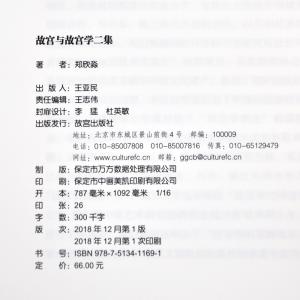 故宫与故宫学二集
著 者：郑欣淼
出 版 人：王亚民
责任编辑：王志伟
封面设计：李 猛 杜英敏
出版发行：故宫出版社
地址：北京市东城区景山前街4号 邮编：100009
电话：010-85007808 010-85007816 传真：010-65129479
网址：www.culturefc.cn 邮箱：ggcb@culturefc.cn
制 版：保定市万方数据处理有限公司
印 刷：保定市中画美凯印刷有限公司
开 本：787 毫米×1092 毫米 1/16
印 张：26
字 数：300 千字
版 次：2018 年 12 月第 1 版
2018 年 12 月第 1 次印刷
书 号：ISBN 978-7-5134-1169-1
定 价：66.00 元